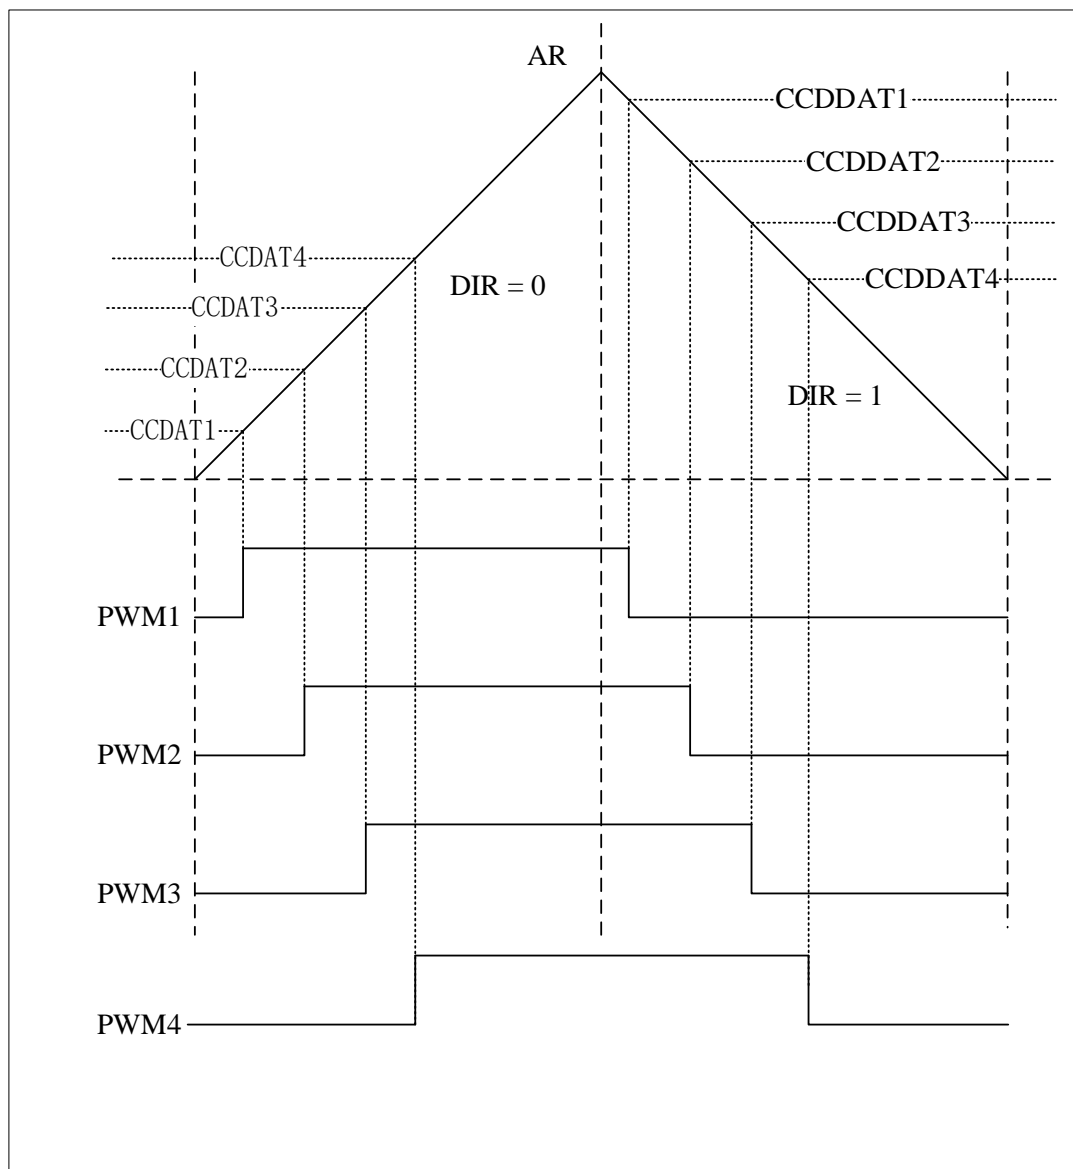 AR
CCDDAT1
CCDDAT2
CCDDAT3
CCDAT4
CCDDAT4
DIR = 0
CCDAT3
CCDAT2
DIR = 1
CCDAT1
PWM1
PWM2
PWM3
PWM4